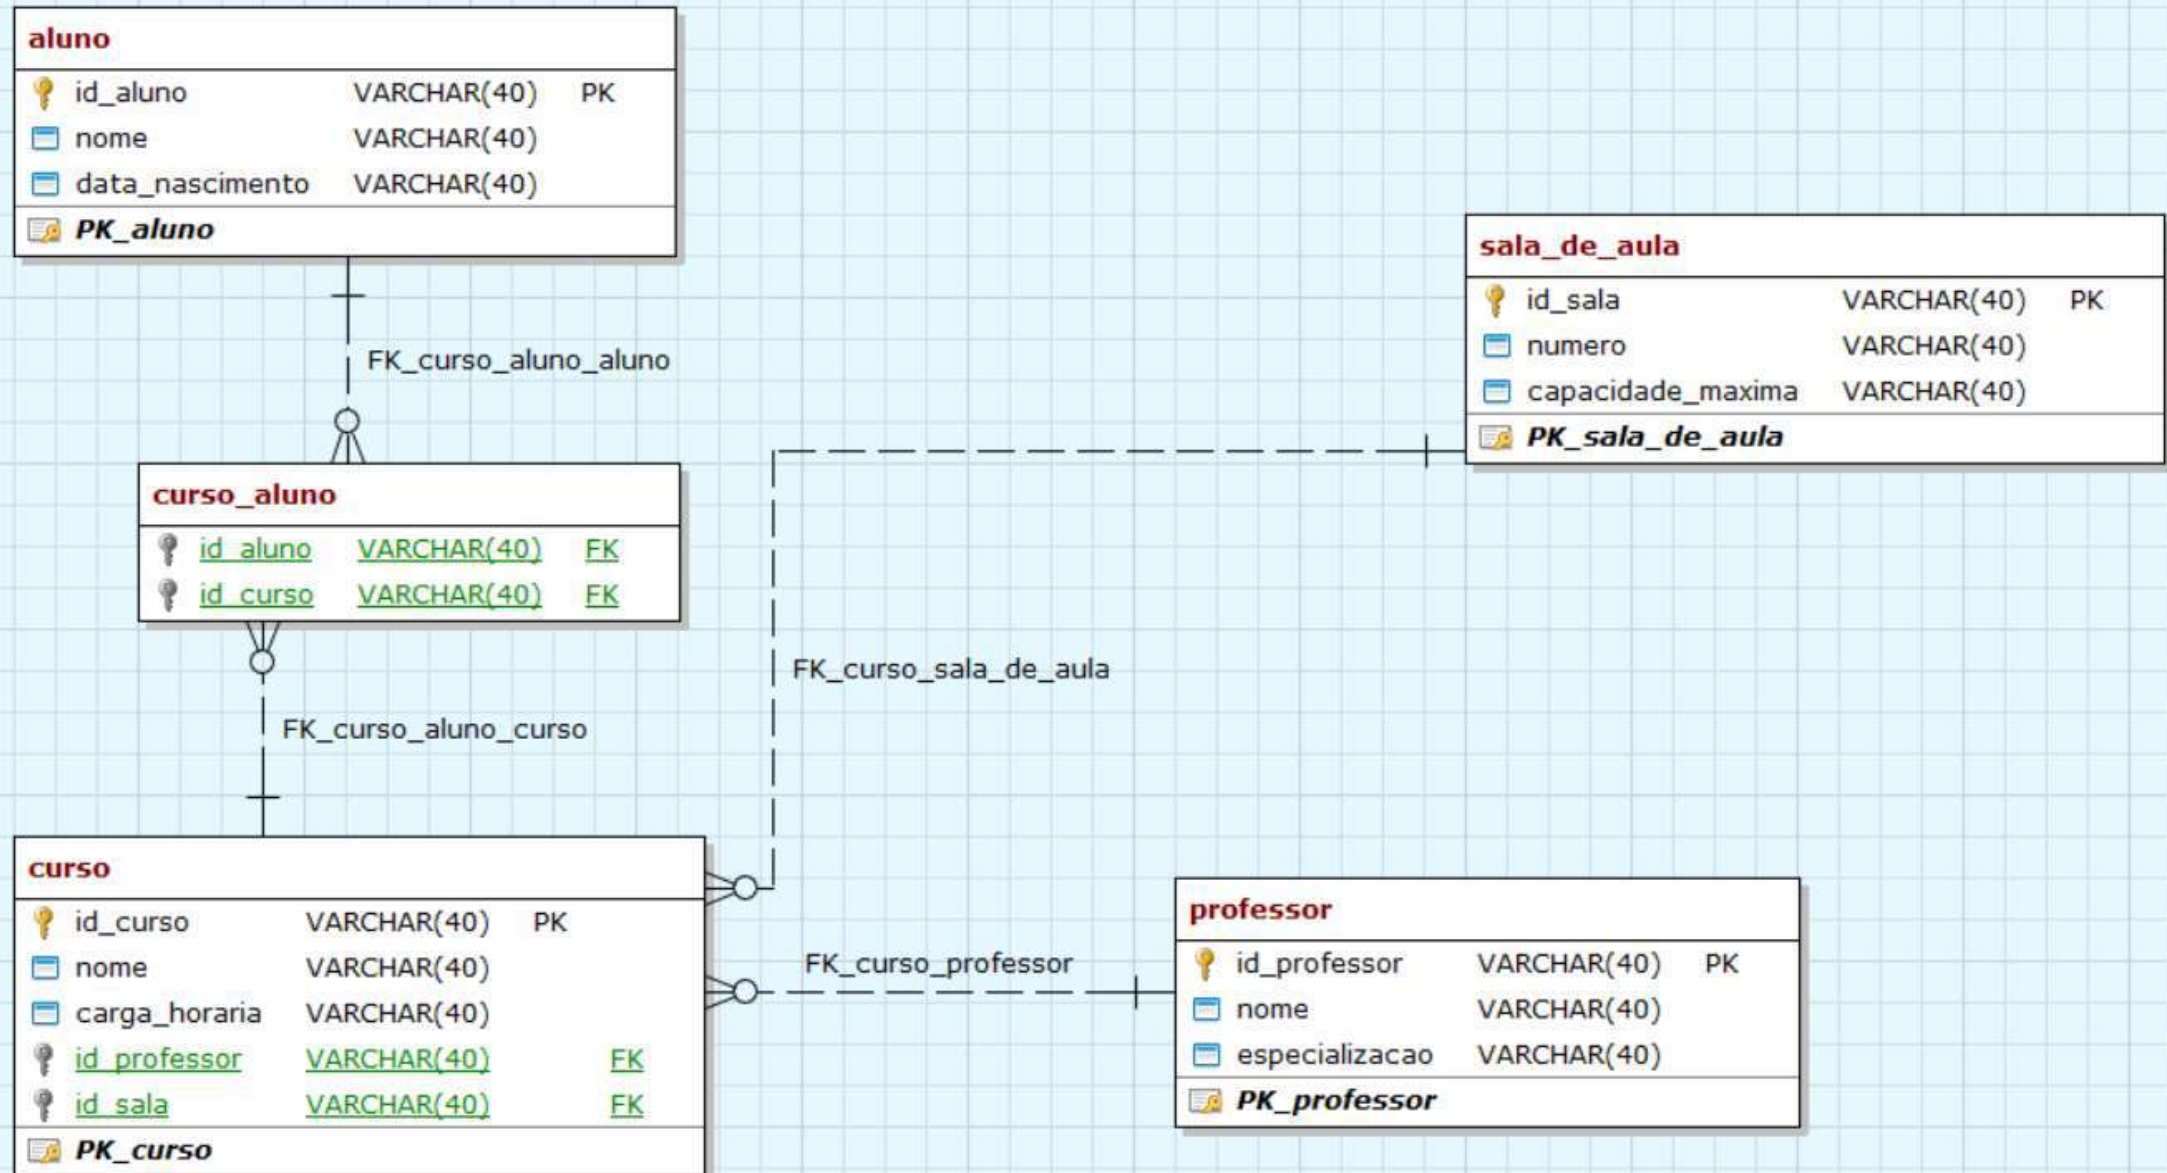 aluno
id_aluno VARCHAR(40) PK
nome VARCHAR(40)
data_nascimento VARCHAR(40)
PK_aluno
FK_curso_aluno_aluno
curso_aluno
id_aluno VARCHAR(40) FK
id_curso VARCHAR(40) FK
FK_curso_aluno_curso
sala_de_aula
id_sala VARCHAR(40) PK
numero VARCHAR(40)
capacidade_maxima VARCHAR(40)
PK_sala_de_aula
FK_curso_sala_de_aula
curso
id_curso VARCHAR(40) PK
nome VARCHAR(40)
carga_horaria VARCHAR(40)
id_professor VARCHAR(40) FK
id_sala VARCHAR(40) FK
PK_curso
FK_curso_professor
professor
id_professor VARCHAR(40) PK
nome VARCHAR(40)
especializacao VARCHAR(40)
PK_professor